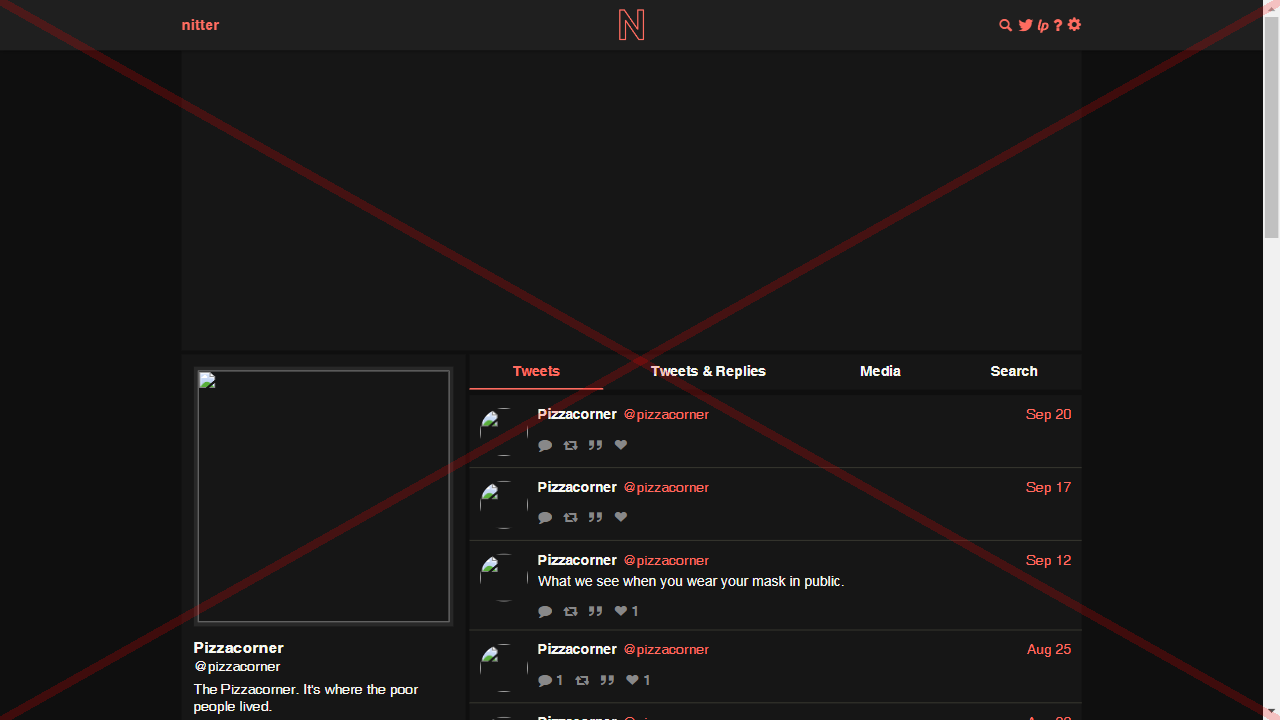 nitter
N
lp ?
Tweets
Tweets & Replies
Media
Search
Pizzacorner @pizzacorner Sep 20
Pizzacorner @pizzacorner Sep 17
Pizzacorner @pizzacorner Sep 12
What we see when you wear your mask in public.
1
Pizzacorner @pizzacorner Aug 25
1 1
Pizzacorner
@pizzacorner
The Pizzacorner. It's where the poor
people lived.